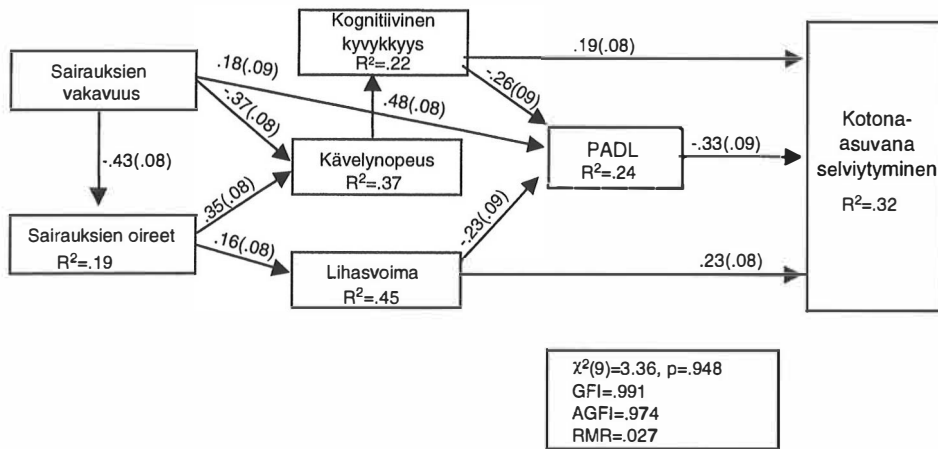 Kognitiivinen
kyvykkyys
R²=.22
.19(.08)
Sairauksien
vakavuus
.18(.09)
-.26(09)
-.37(.08)
.48(.08)
Kotona-
asuvana
selviytyminen
R²=.32
-.43(.08)
Kävelynopeus
R²=.37
PADL
R²=.24
-.33(.09)
.35(.08)
-.23(.09)
Sairauksien oireet
R²=.19
.16(.08)
Lihasvoima
R²=.45
.23(.08)
χ²(9)=3.36, p=.948
GFI=.991
AGFI=.974
RMR=.027